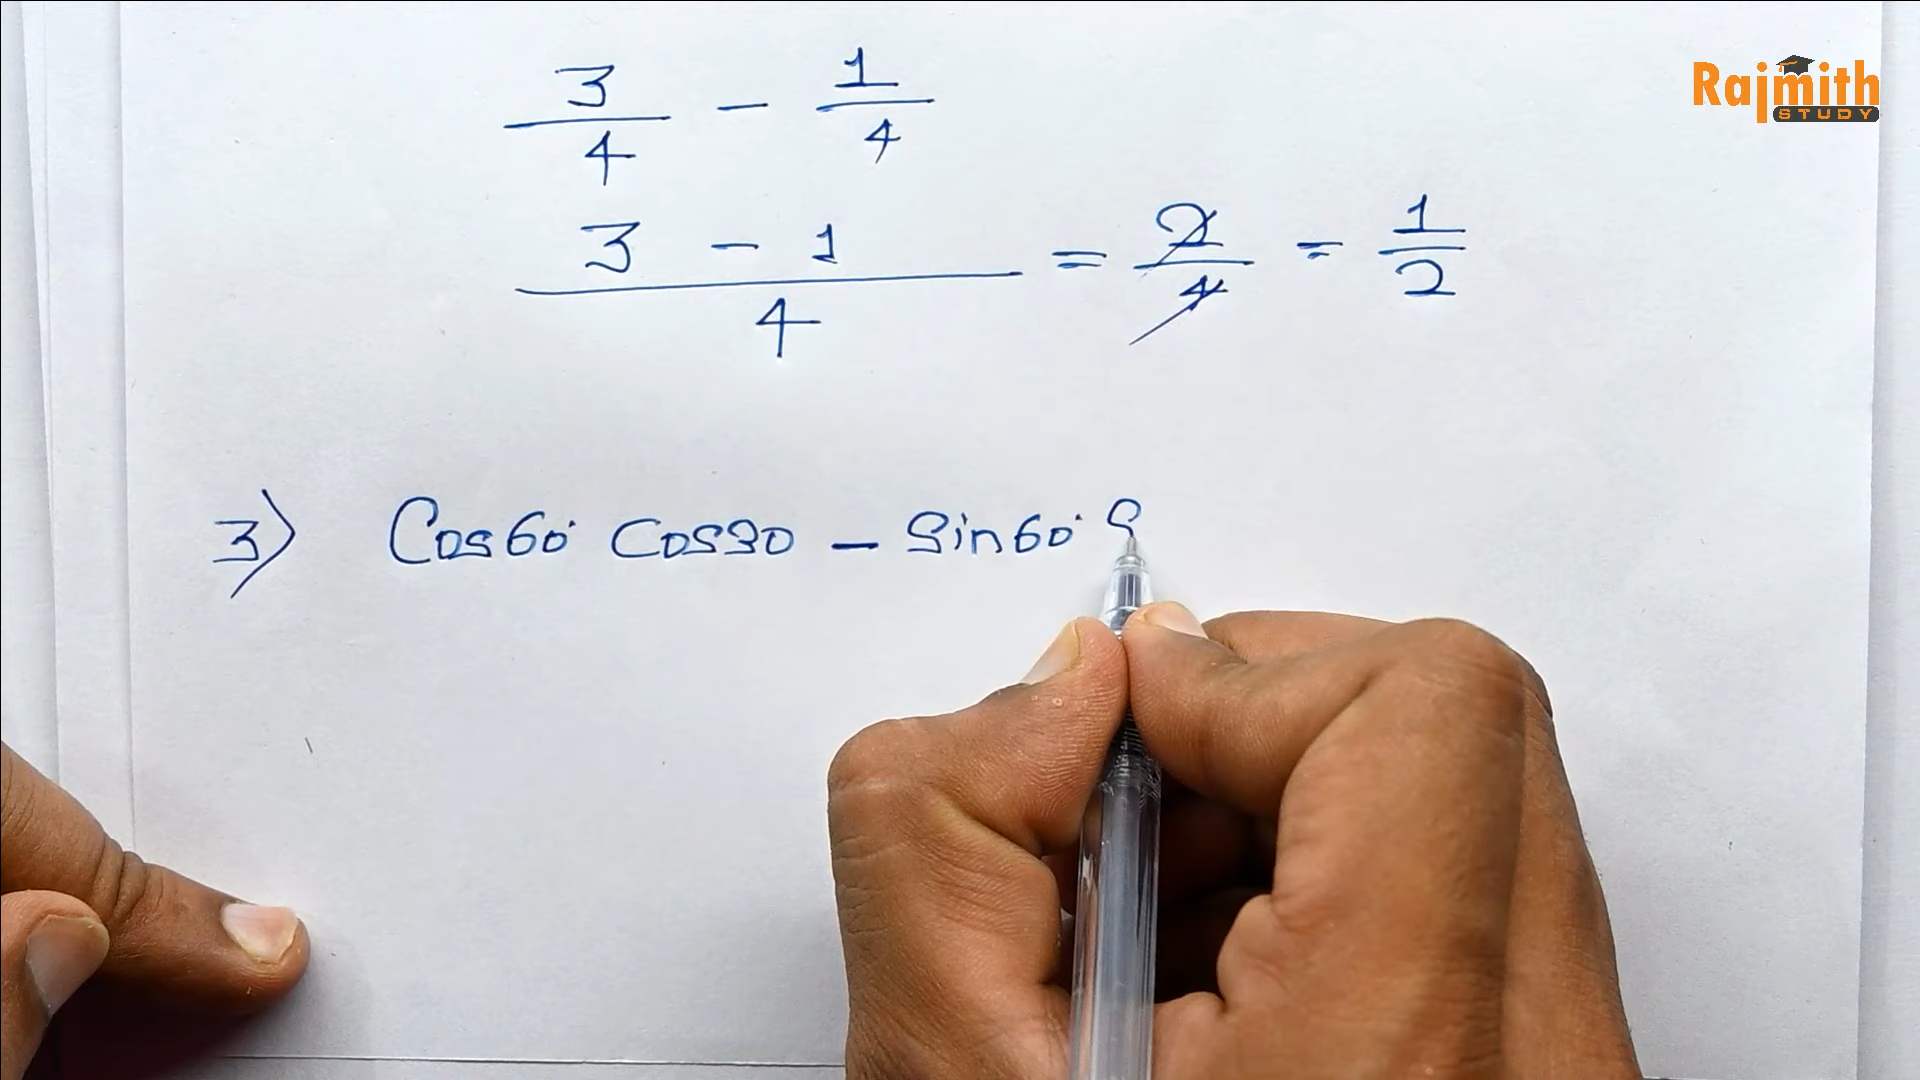 Rajmith
STUDY
3/4 - 1/4
3 - 1 / 4 = 2/4 = 1/2
3) Cos60° Cos30 - Sin60° S